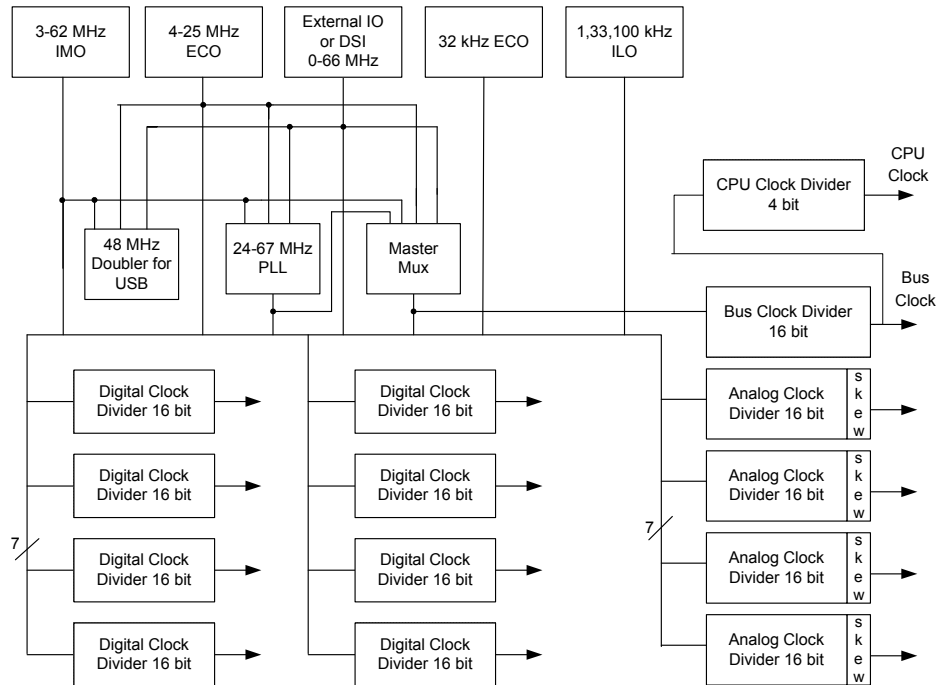 3-62 MHz
IMO
4-25 MHz
ECO
External IO
or DSI
0-66 MHz
32 kHz ECO
1,33,100 kHz
ILO
CPU
Clock
CPU Clock Divider
4 bit
48 MHz
Doubler for
USB
24-67 MHz
PLL
Master
Mux
Bus
Clock
Bus Clock Divider
16 bit
Digital Clock
Divider 16 bit
Digital Clock
Divider 16 bit
Analog Clock
Divider 16 bit
s
k
e
w
Digital Clock
Divider 16 bit
Digital Clock
Divider 16 bit
Analog Clock
Divider 16 bit
s
k
e
w
7
7
Digital Clock
Divider 16 bit
Digital Clock
Divider 16 bit
Analog Clock
Divider 16 bit
s
k
e
w
Digital Clock
Divider 16 bit
Digital Clock
Divider 16 bit
Analog Clock
Divider 16 bit
s
k
e
w